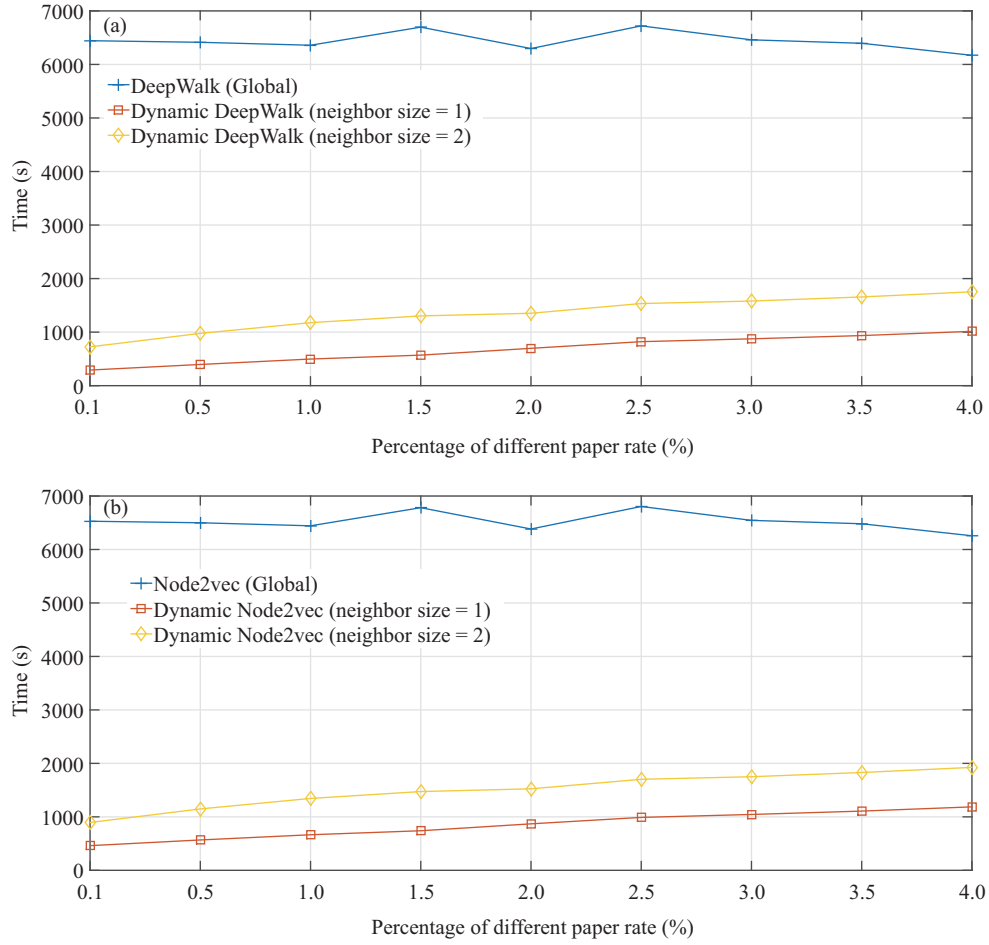 (a)
7000
6000
5000
4000
3000
2000
1000
0
Time (s)
DeepWalk (Global)
Dynamic DeepWalk (neighbor size = 1)
Dynamic DeepWalk (neighbor size = 2)
0.1 0.5 1.0 1.5 2.0 2.5 3.0 3.5 4.0
Percentage of different paper rate (%)
(b)
7000
6000
5000
4000
3000
2000
1000
0
Time (s)
Node2vec (Global)
Dynamic Node2vec (neighbor size = 1)
Dynamic Node2vec (neighbor size = 2)
0.1 0.5 1.0 1.5 2.0 2.5 3.0 3.5 4.0
Percentage of different paper rate (%)